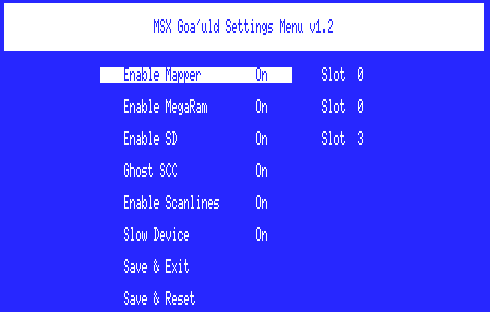 MSX Goa'uld Settings Menu v1.2
Enable Mapper On Slot 0
Enable MegaRam On Slot 0
Enable SD On Slot 3
Ghost SCC On
Enable Scanlines On
Slow Device On
Save & Exit
Save & Reset